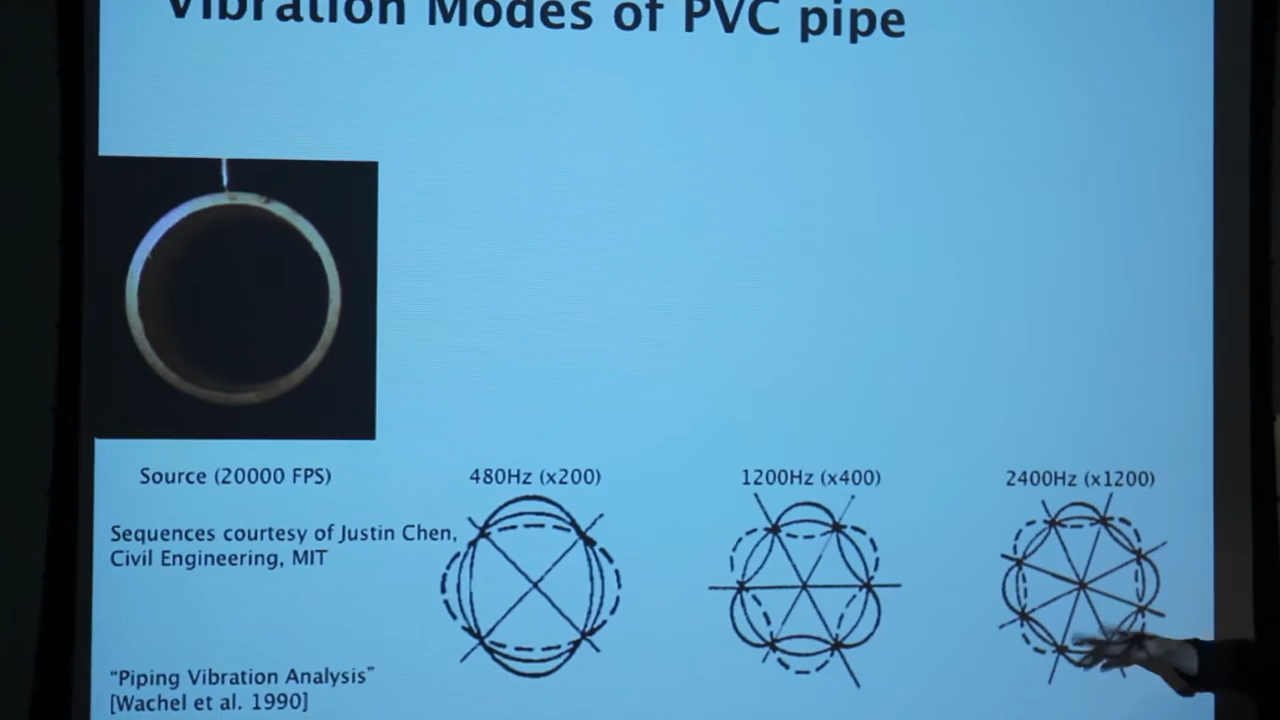 Vibration Modes of PVC pipe
Source (20000 FPS)
480Hz (x200)
1200Hz (x400)
2400Hz (x1200)
Sequences courtesy of Justin Chen,
Civil Engineering, MIT
“Piping Vibration Analysis”
[Wachel et al. 1990]